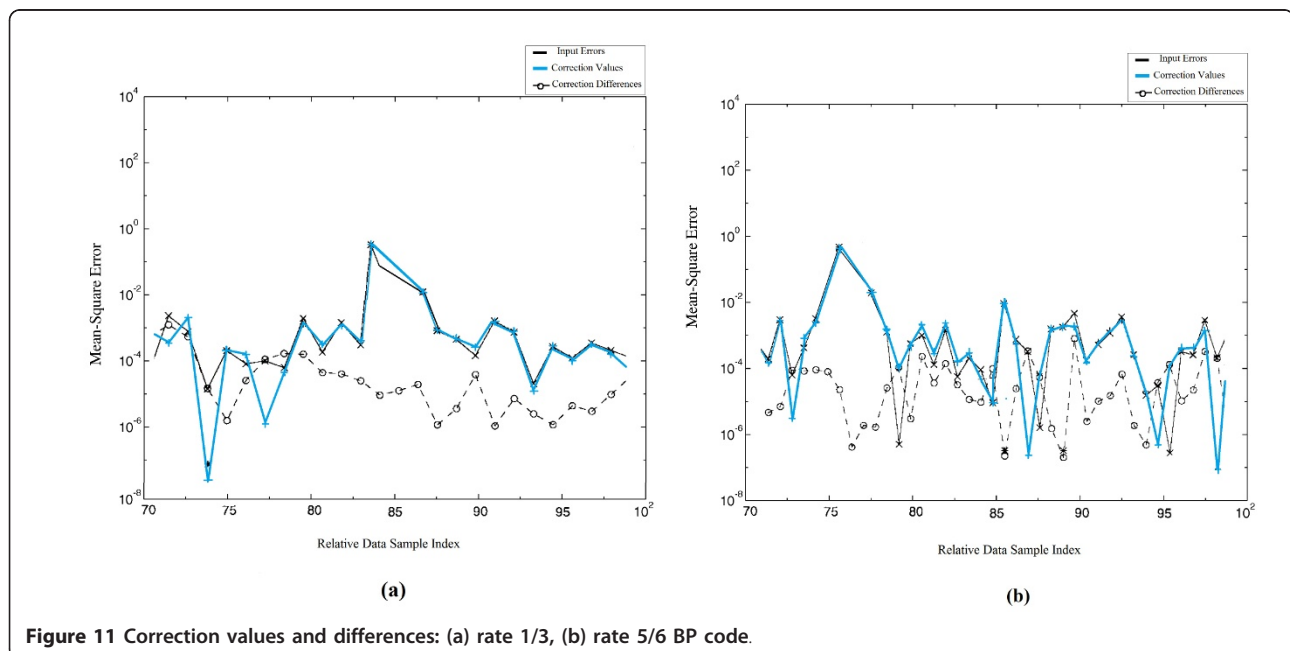 Input Errors
Correction Values
Correction Differences
10^4
10^2
10^0
10^-2
10^-4
10^-6
10^-8
Mean-Square Error
70 75 80 85 90 95 10^2
Relative Data Sample Index
(a)
Input Errors
Correction Values
Correction Differences
10^4
10^2
10^0
10^-2
10^-4
10^-6
10^-8
Mean-Square Error
70 75 80 85 90 95 10^2
Relative Data Sample Index
(b)
Figure 11 Correction values and differences: (a) rate 1/3, (b) rate 5/6 BP code.